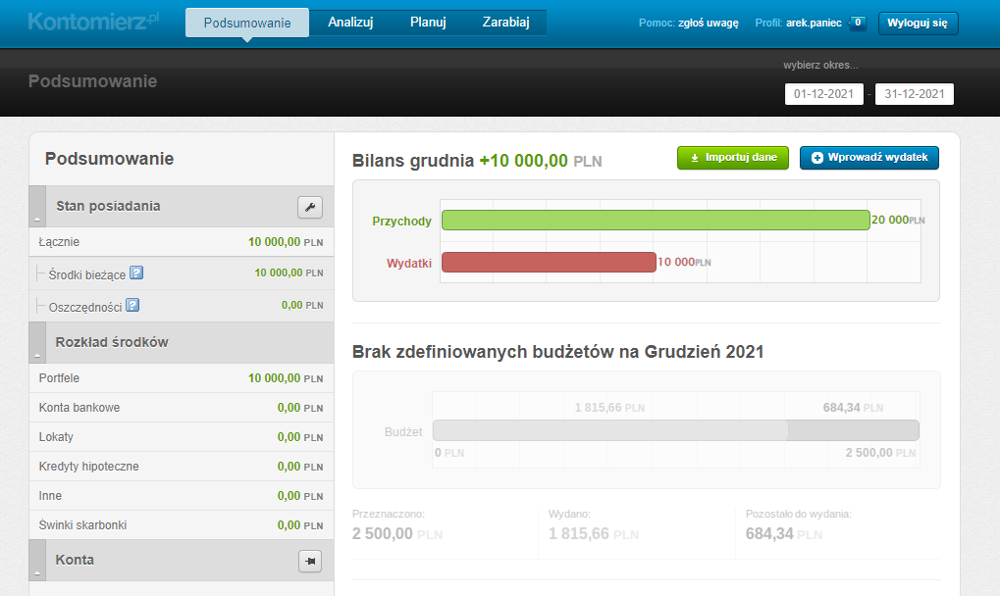 Kontomierz.pl
Podsumowanie Analizuj Planuj Zarabiaj
Pomoc: zgłoś uwagę Profil: arek.paniec 0 Wyloguj się
Podsumowanie
wybierz okres...
01-12-2021 - 31-12-2021
Podsumowanie
Stan posiadania
Łącznie 10 000,00 PLN
Środki bieżące ? 10 000,00 PLN
Oszczędności ? 0,00 PLN
Rozkład środków
Portfele 10 000,00 PLN
Konta bankowe 0,00 PLN
Lokaty 0,00 PLN
Kredyty hipoteczne 0,00 PLN
Inne 0,00 PLN
Świnki skarbonki 0,00 PLN
Konta
Bilans grudnia +10 000,00 PLN
Importuj dane
Wprowadź wydatek
Przychody 20 000PLN
Wydatki 10 000PLN
Brak zdefiniowanych budżetów na Grudzień 2021
1 815,66 PLN 684,34 PLN
Budżet
0 PLN 2 500,00 PLN
Przeznaczono: Wydano: Pozostało do wydania:
2 500,00 PLN 1 815,66 PLN 684,34 PLN